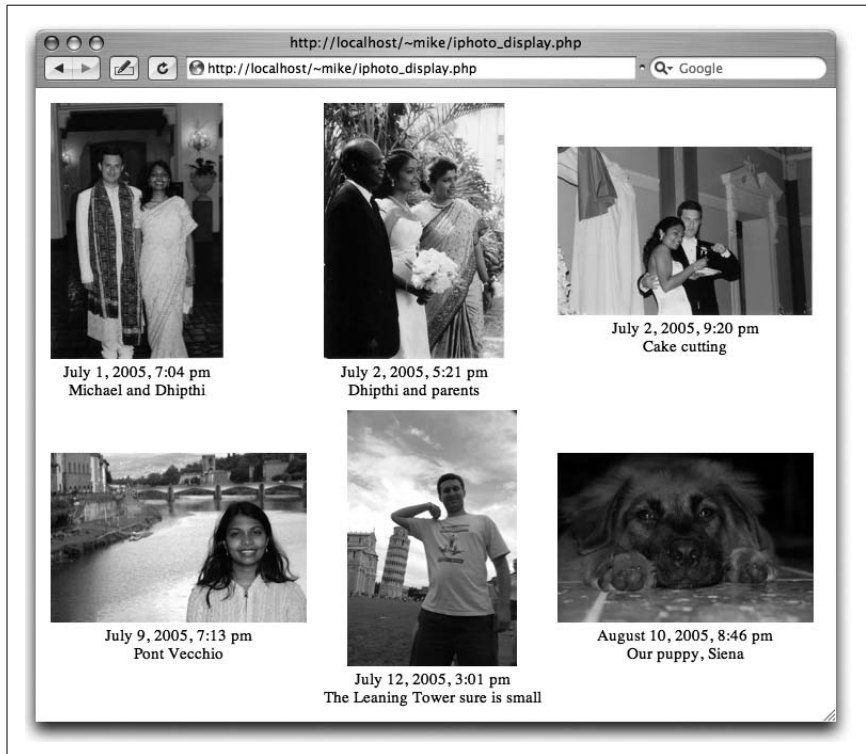 http://localhost/~mike/iphoto_display.php
http://localhost/~mike/iphoto_display.php
Google
July 1, 2005, 7:04 pm
Michael and Dhipthi
July 2, 2005, 5:21 pm
Dhipthi and parents
July 2, 2005, 9:20 pm
Cake cutting
July 9, 2005, 7:13 pm
Pont Vecchio
July 12, 2005, 3:01 pm
The Leaning Tower sure is small
August 10, 2005, 8:46 pm
Our puppy, Siena